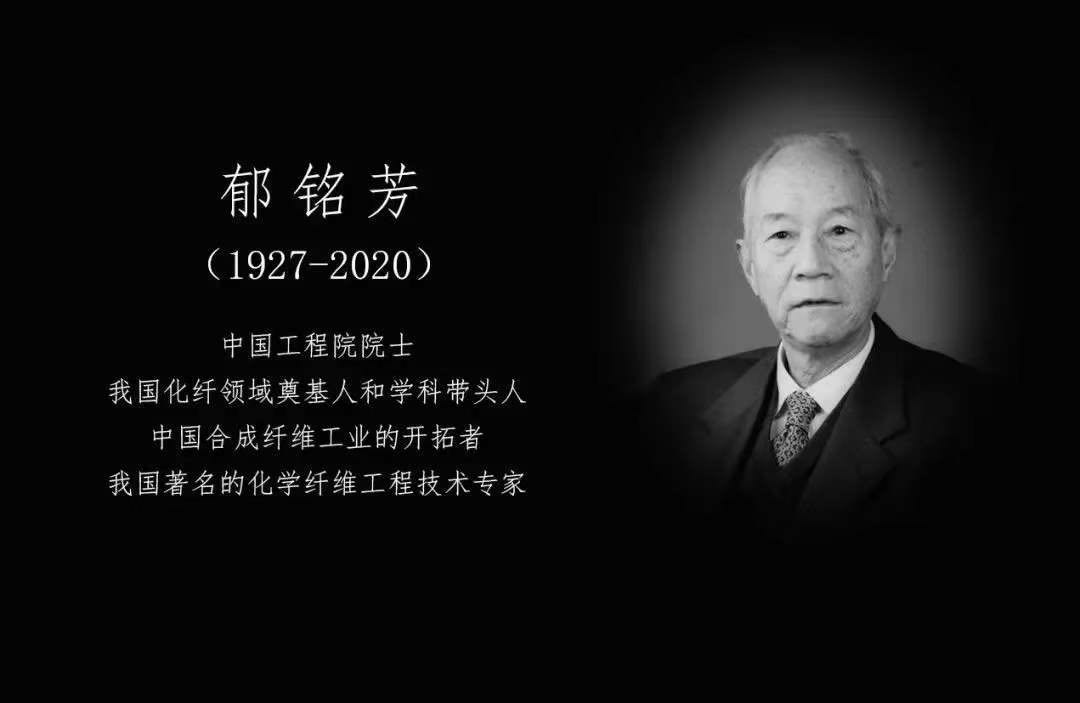 郁铭芳
（1927-2020）
中国工程院院士
我国化纤领域奠基人和学科带头人
中国合成纤维工业的开拓者
我国著名的化学纤维工程技术专家